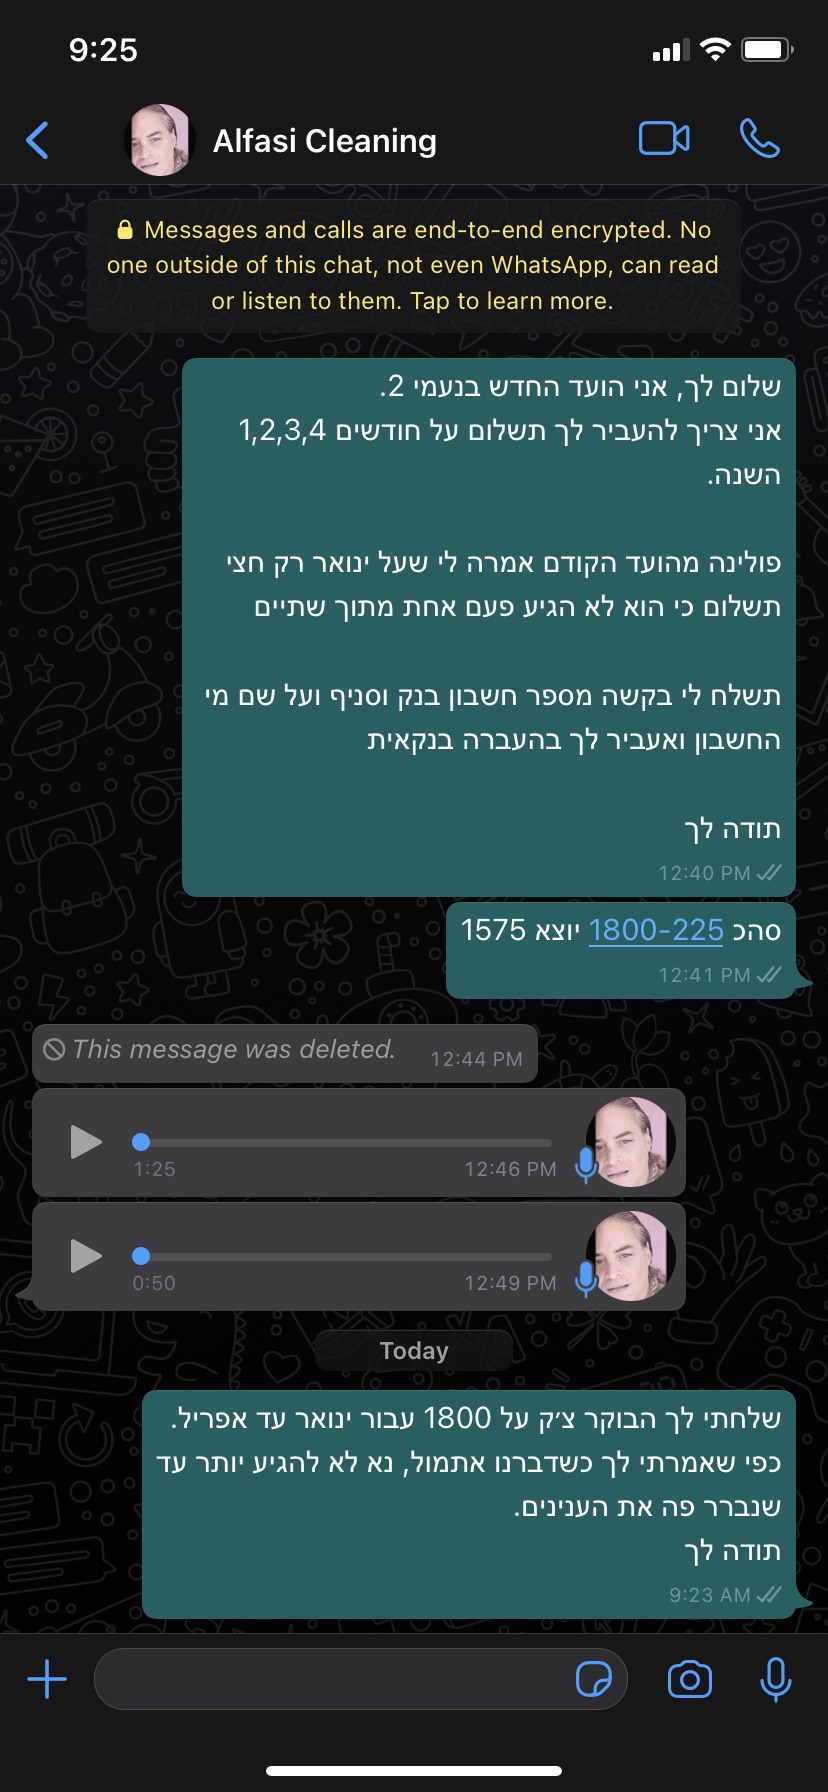 9:25
Alfasi Cleaning
Messages and calls are end-to-end encrypted. No
one outside of this chat, not even WhatsApp, can read
or listen to them. Tap to learn more.
שלום לך, אני הועד החדש בנעמי 2.
אני צריך להעביר לך תשלום על חודשים 1,2,3,4
השנה.
פולינה מהועד הקודם אמרה לי שעל ינואר רק חצי
תשלום כי הוא לא הגיע פעם אחת מתוך שתיים
תשלח לי בקשה מספר חשבון בנק וסניף ועל שם מי
החשבון ואעביר לך בהעברה בנקאית
תודה לך
12:40 PM
סהכ 1800-225 יוצא 1575
12:41 PM
This message was deleted.
12:44 PM
1:25
12:46 PM
0:50
12:49 PM
Today
שלחתי לך הבוקר צ׳ק על 1800 עבור ינואר עד אפריל.
כפי שאמרתי לך כשדברנו אתמול, נא לא להגיע יותר עד
שנברר פה את הענינים.
תודה לך
9:23 AM